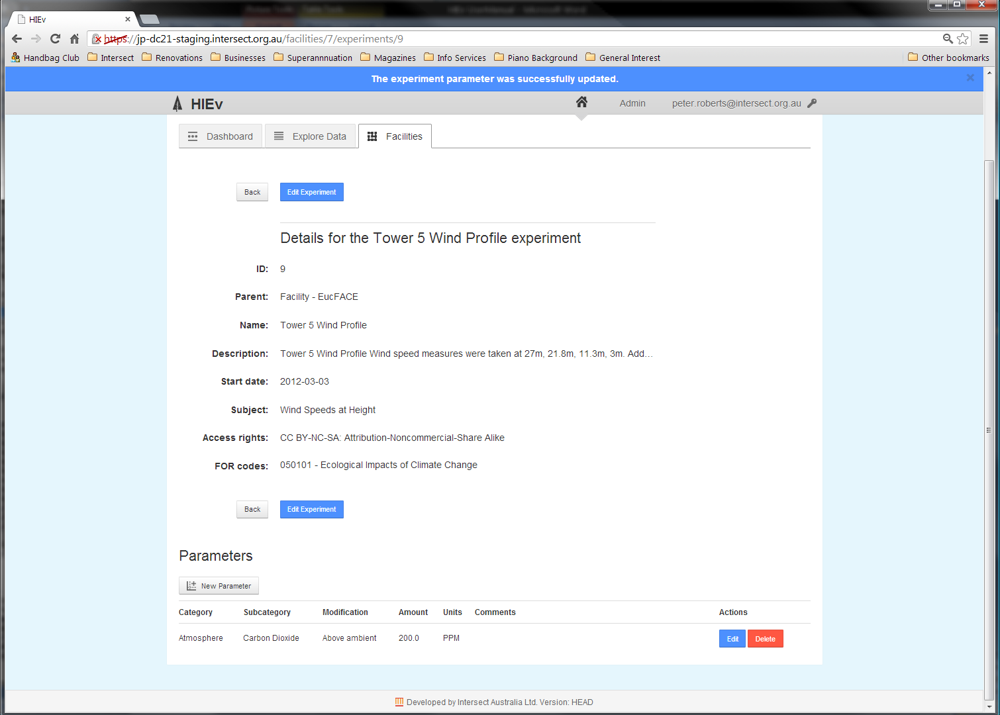 HIEv
https://jp-dc21-staging.intersect.org.au/facilities/7/experiments/9
Handbag Club Intersect Renovations Businesses Superannnuation Magazines Info Services Piano Background General Interest Other bookmarks
The experiment parameter was successfully updated.
HIEv Admin peter.roberts@intersect.org.au
Dashboard Explore Data Facilities
Back Edit Experiment
Details for the Tower 5 Wind Profile experiment
ID: 9
Parent: Facility - EucFACE
Name: Tower 5 Wind Profile
Description: Tower 5 Wind Profile Wind speed measures were taken at 27m, 21.8m, 11.3m, 3m. Add...
Start date: 2012-03-03
Subject: Wind Speeds at Height
Access rights: CC BY-NC-SA: Attribution-Noncommercial-Share Alike
FOR codes: 050101 - Ecological Impacts of Climate Change
Back Edit Experiment
Parameters
New Parameter
Category Subcategory Modification Amount Units Comments Actions
Atmosphere Carbon Dioxide Above ambient 200.0 PPM Edit Delete
Developed by Intersect Australia Ltd. Version: HEAD